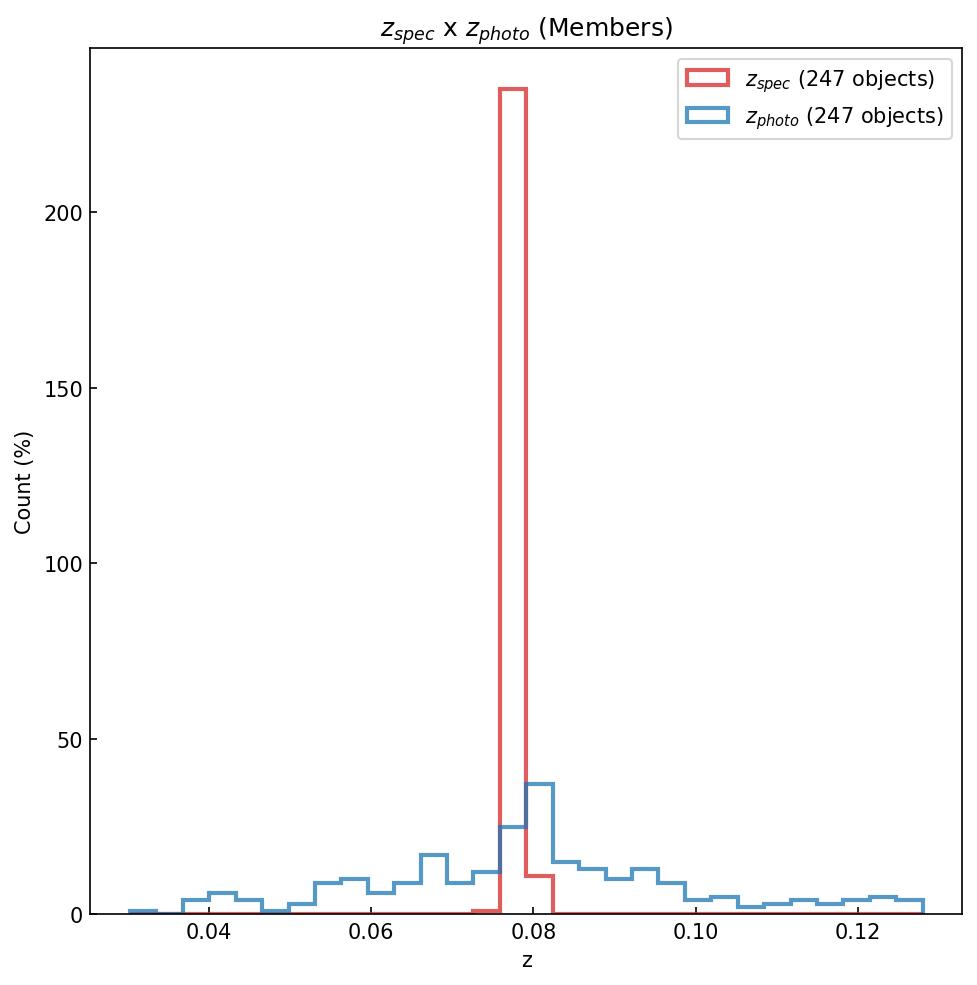 z_spec x z_photo (Members)
z_spec (247 objects)
z_photo (247 objects)
Count (%)
200
150
100
50
0
0.04 0.06 0.08 0.10 0.12
z